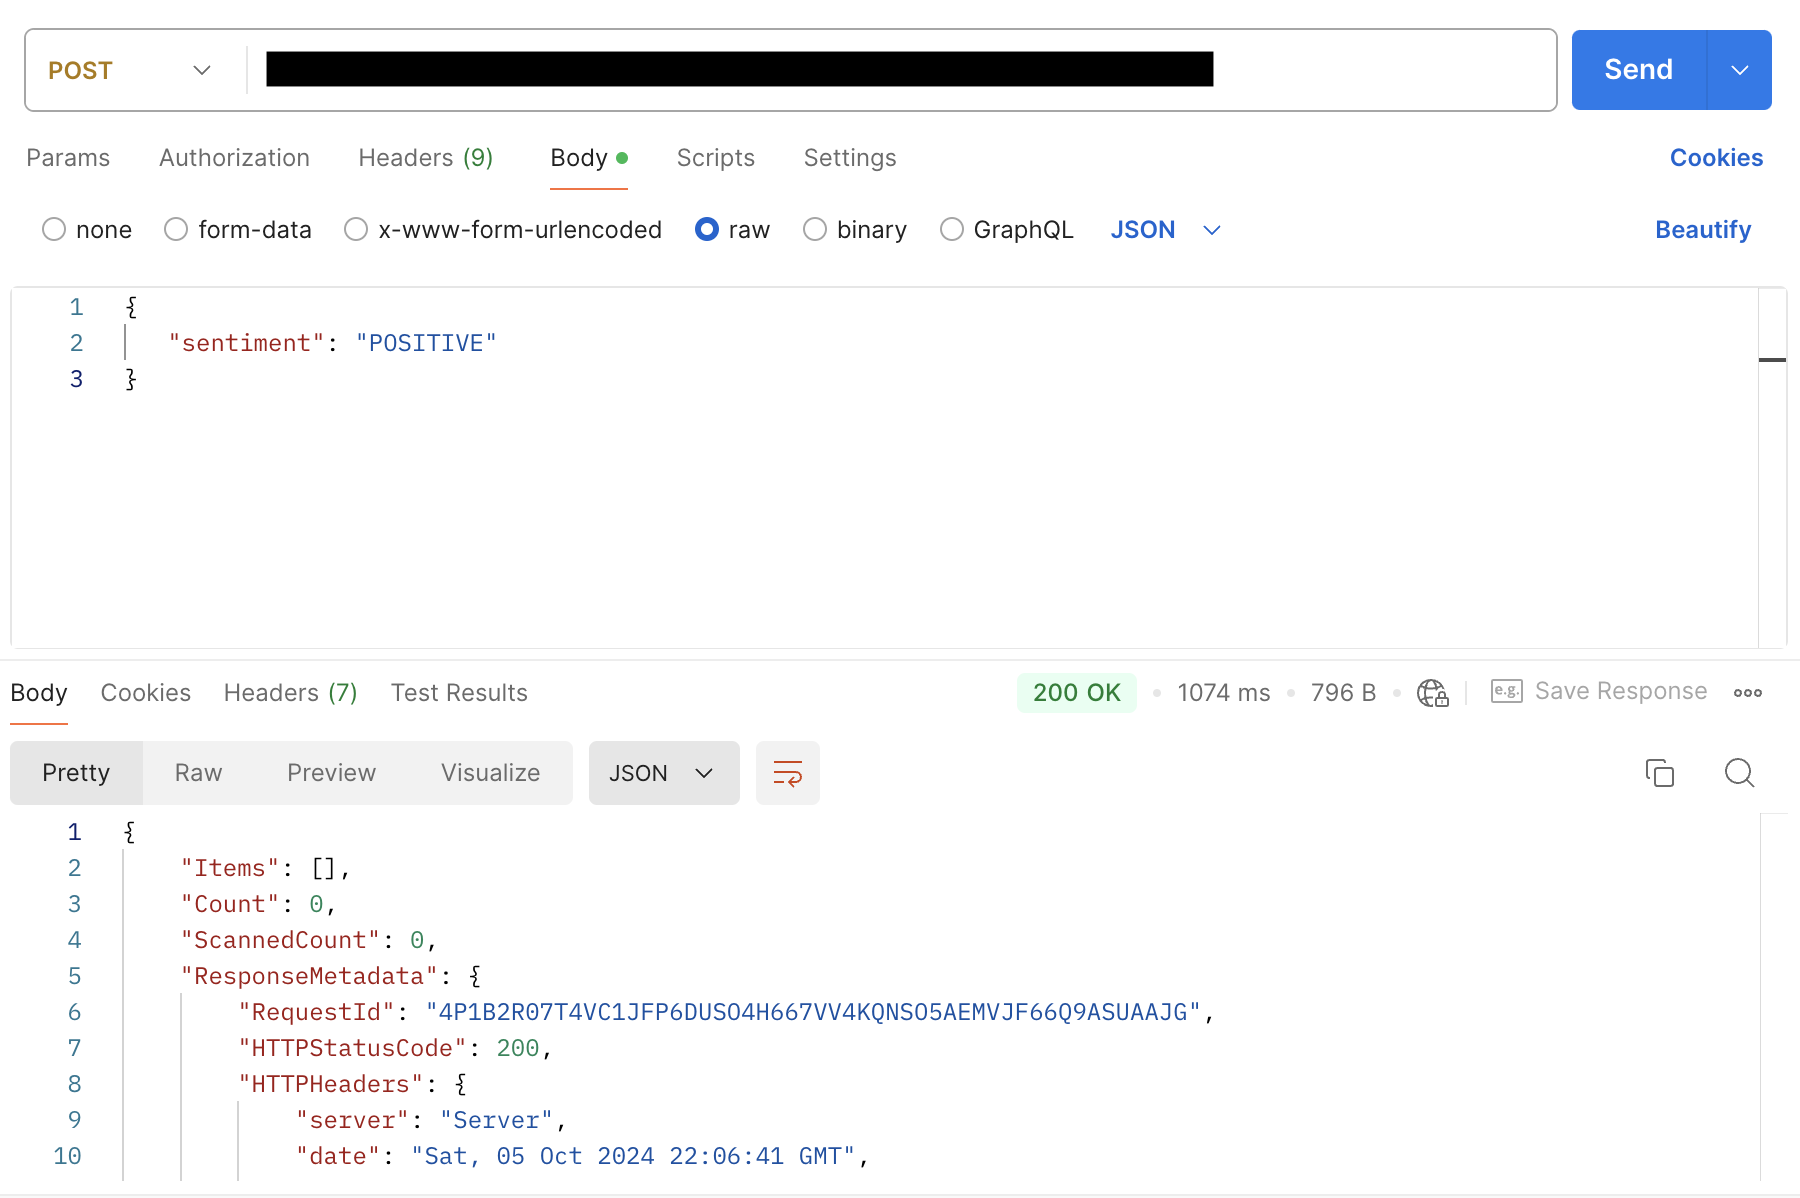 POST
Send
Params Authorization Headers (9) Body Scripts Settings Cookies
none form-data x-www-form-urlencoded raw binary GraphQL JSON Beautify
1 {
2 "sentiment": "POSITIVE"
3 }
Body Cookies Headers (7) Test Results 200 OK 1074 ms 796 B e.g. Save Response
Pretty Raw Preview Visualize JSON
1 {
2 "Items": [],
3 "Count": 0,
4 "ScannedCount": 0,
5 "ResponseMetadata": {
6 "RequestId": "4P1B2R07T4VC1JFP6DUSO4H667VV4KQNSO5AEMVJF66Q9ASUAAJG",
7 "HTTPStatusCode": 200,
8 "HTTPHeaders": {
9 "server": "Server",
10 "date": "Sat, 05 Oct 2024 22:06:41 GMT",